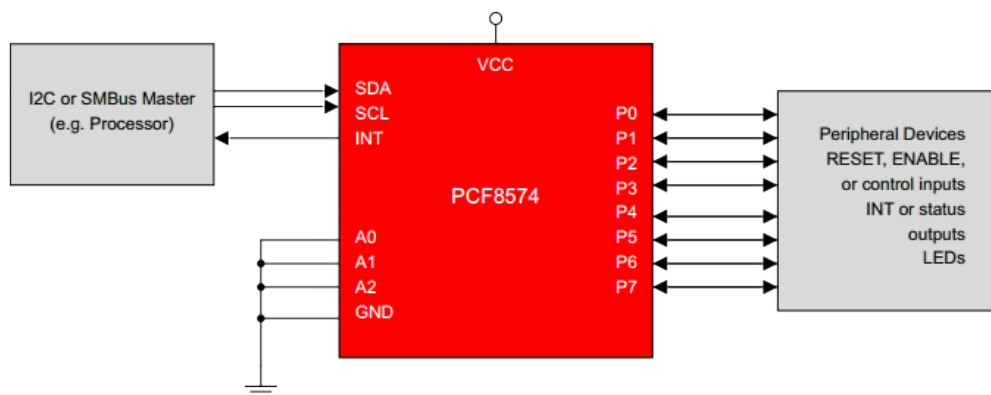 I2C or SMBus Master
(e.g. Processor)
VCC
SDA
SCL
INT
A0
A1
A2
GND
PCF8574
P0
P1
P2
P3
P4
P5
P6
P7
Peripheral Devices
RESET, ENABLE,
or control inputs
INT or status
outputs
LEDs